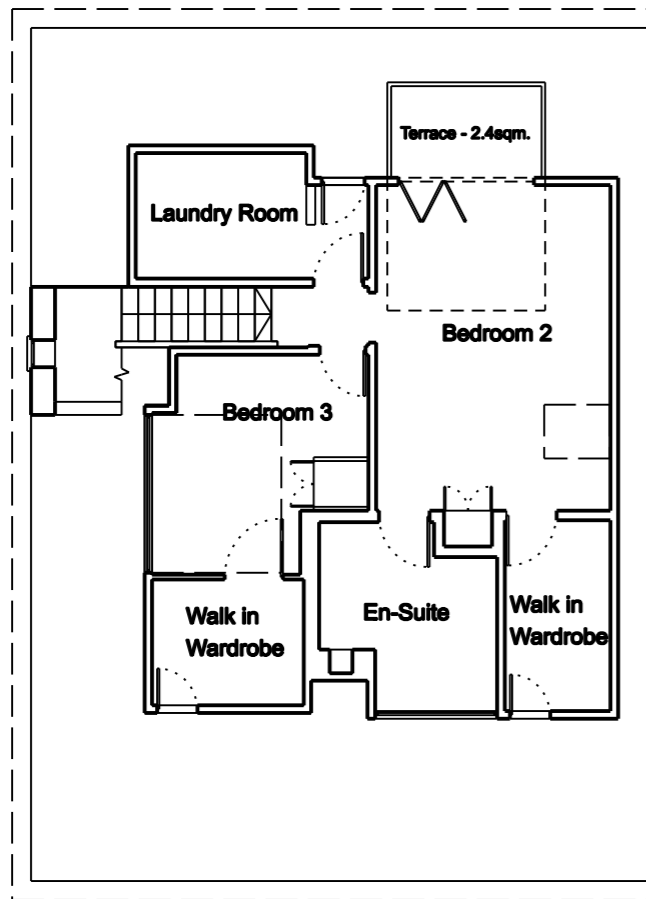 Terrace - 2.4sqm.
Laundry Room
Bedroom 2
Bedroom 3
Walk in
Wardrobe
En-Suite
Walk in
Wardrobe